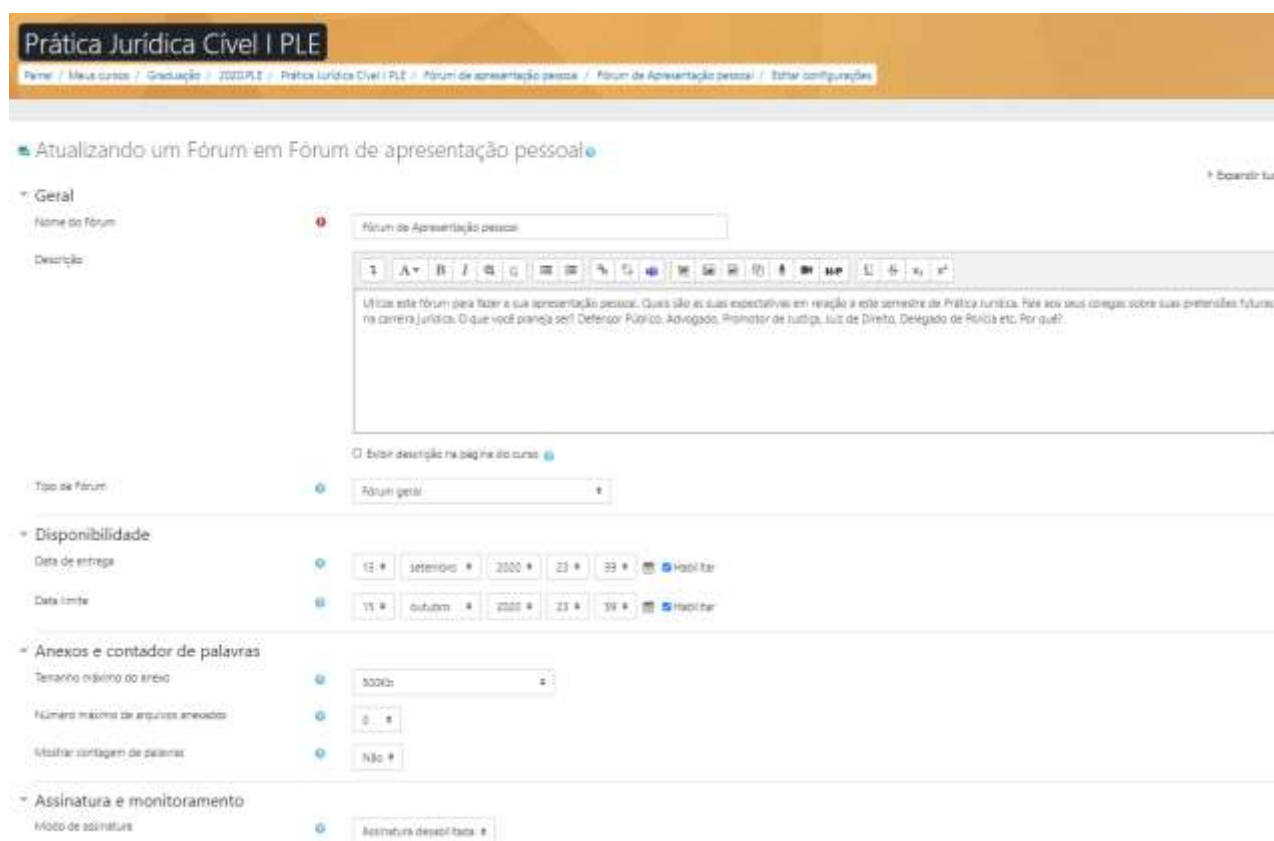 Prática Jurídica Cível I PLE
Painel / Meus cursos / Graduação / 2020.PLE / Prática Jurídica Cível I PLE / Fórum de apresentação pessoal / Fórum de Apresentação pessoal / Editar configurações
Atualizando um Fórum em Fórum de apresentação pessoal
Expandir tu
Geral
Nome do Fórum
Fórum de Apresentação pessoal
Descrição
Utilize este fórum para fazer a sua apresentação pessoal. Quais são as suas expectativas em relação a este semestre de Prática Jurídica. Fale aos seus colegas sobre suas pretensões futuras
na carreira jurídica. O que você planeja ser? Defensor Público, Advogado, Promotor de Justiça, Juiz de Direito, Delegado de Polícia etc. Por quê?
Exibir descrição na página do curso
Tipo de Fórum
Fórum geral
Disponibilidade
Data de entrega
setembro 2020 23 Habilitar
Data limite
15 outubro 2020 23 59 Habilitar
Anexos e contador de palavras
Tamanho máximo do anexo
500Kb
Número máximo de arquivos anexados
0
Mostrar contagem de palavras
Não
Assinatura e monitoramento
Modo de assinatura
Assinatura desabilitada